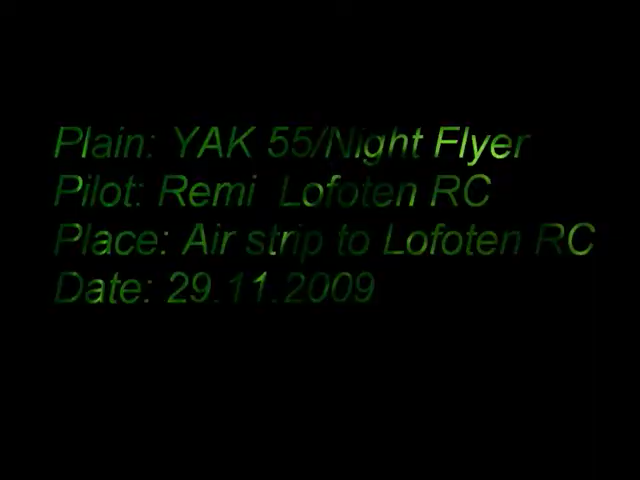 Plain: YAK 55/Night Flyer
Pilot: Remi  Lofoten RC
Place: Air strip to Lofoten RC
Date: 29.11.2009